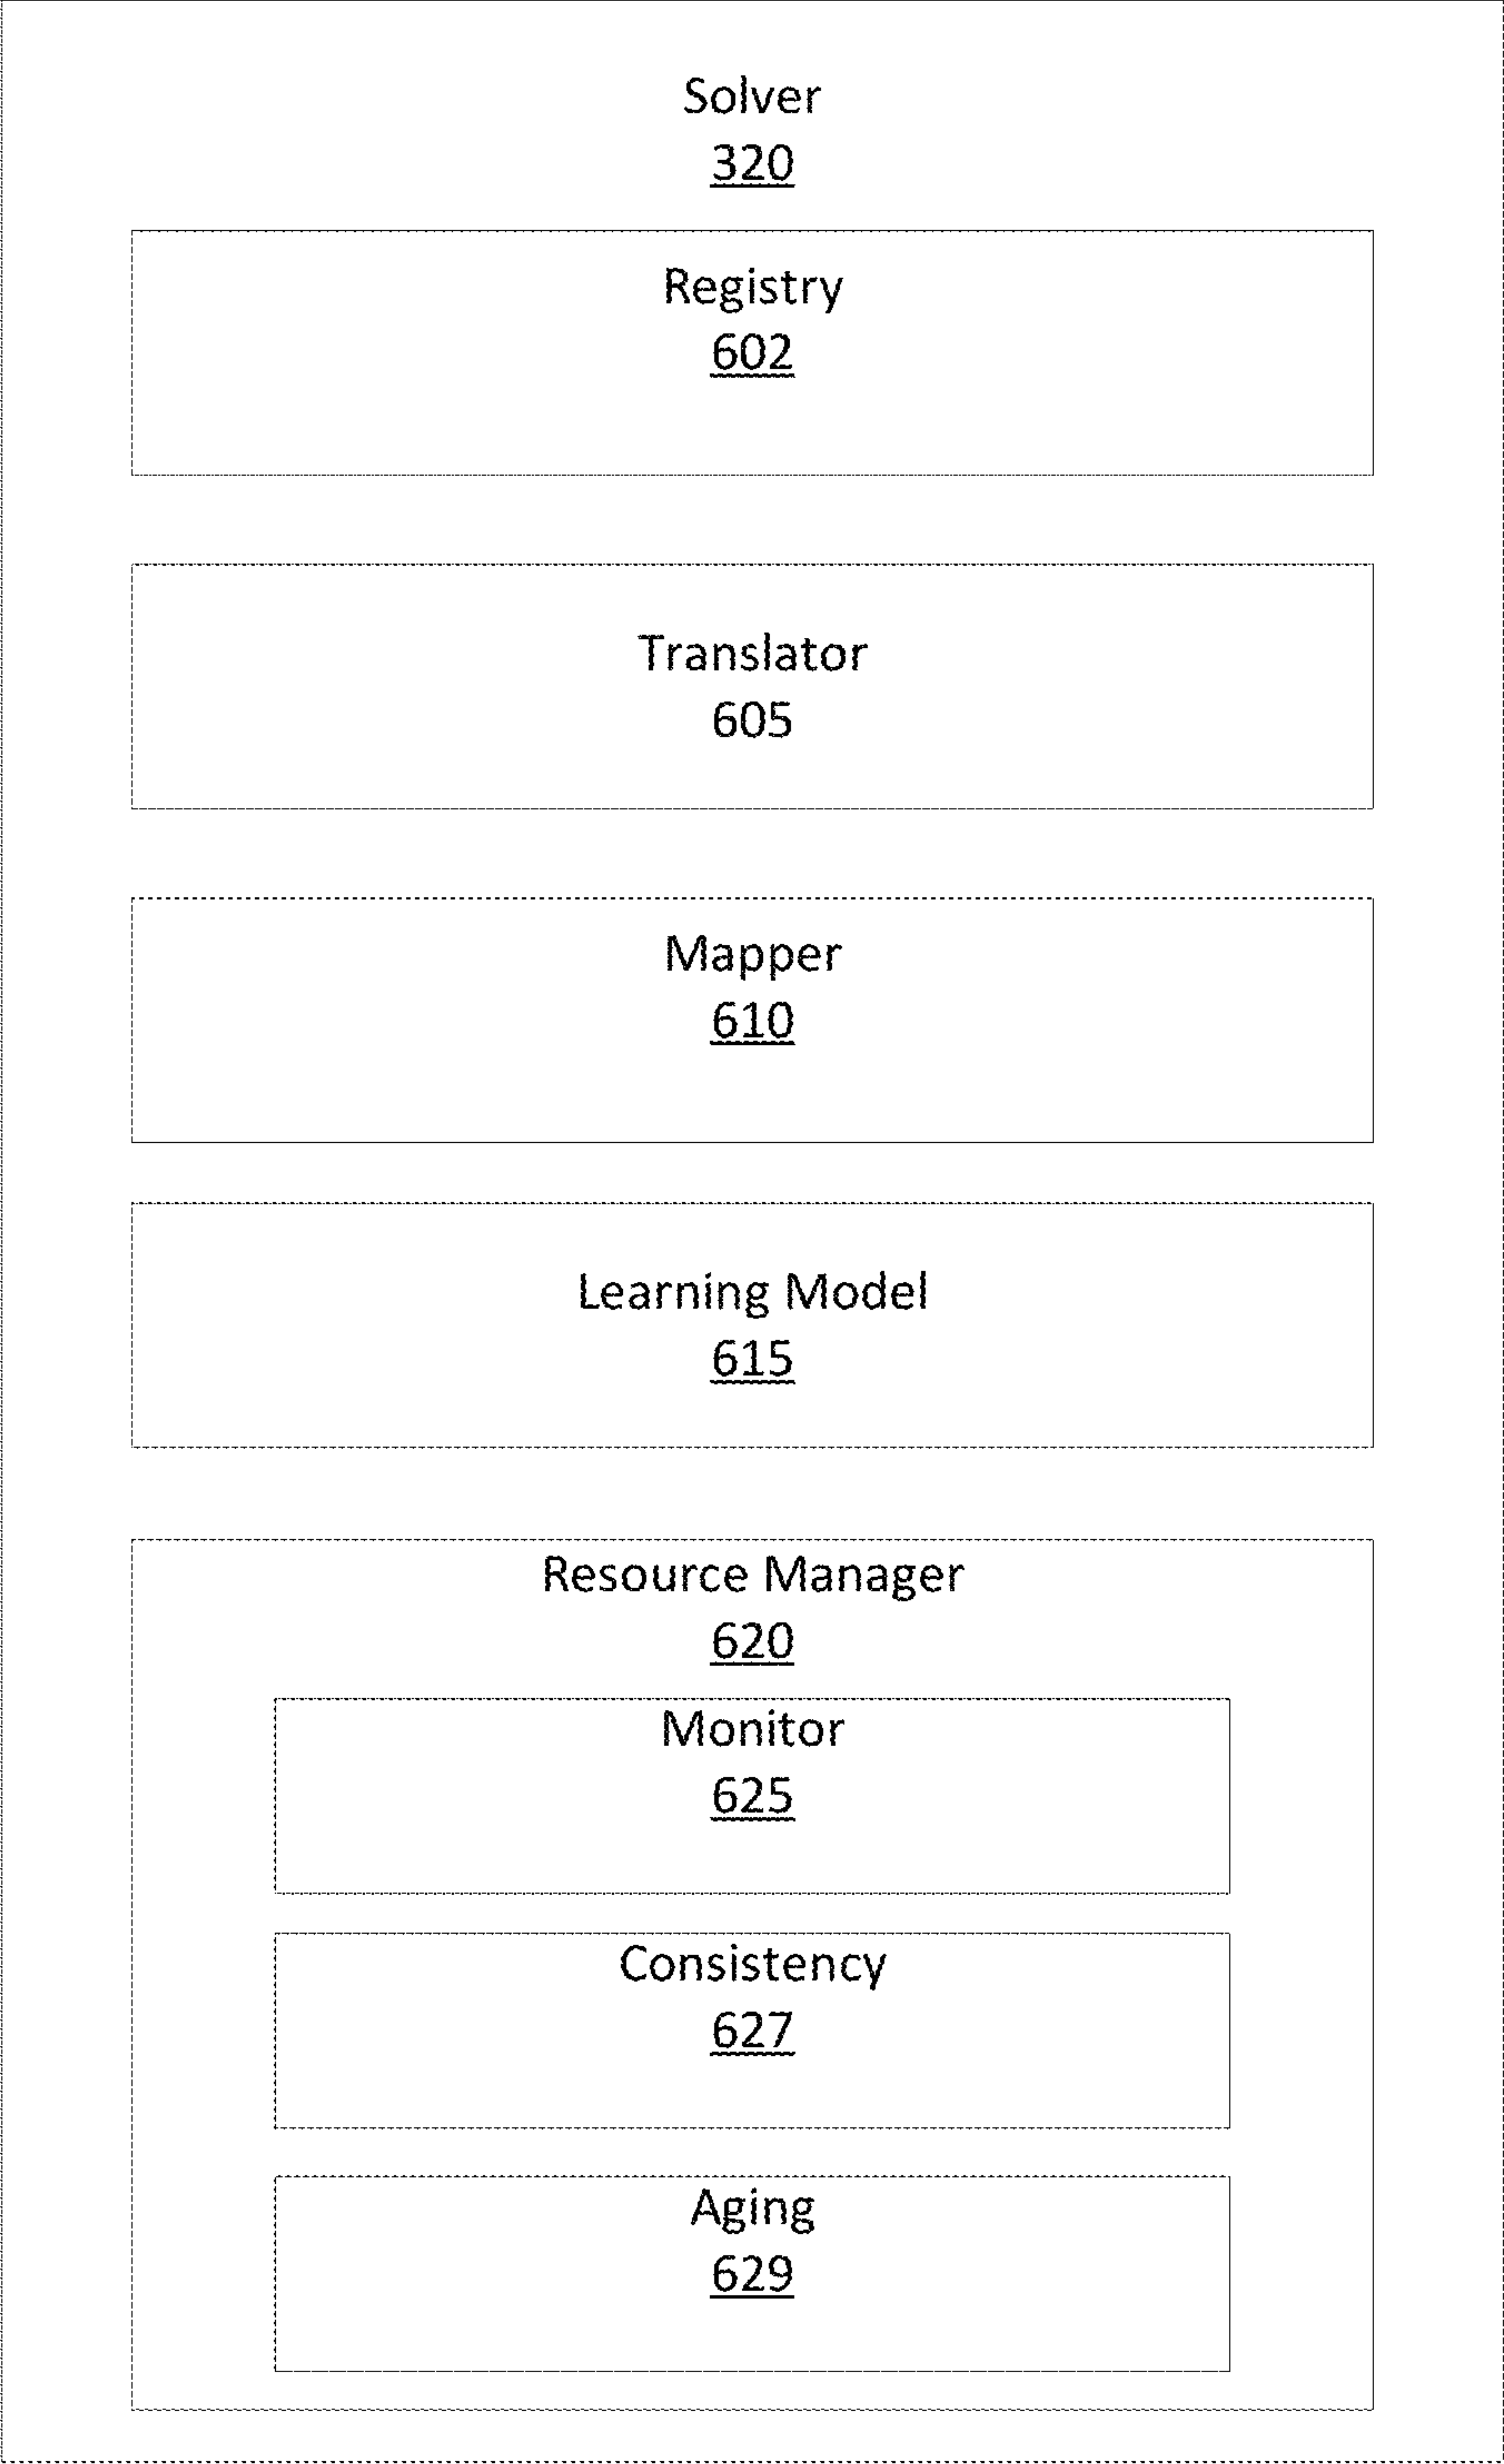 Solver
320
Registry
602
Translator
605
Mapper
610
Learning Model
615
Resource Manager
620
Monitor
625
Consistency
627
Aging
629